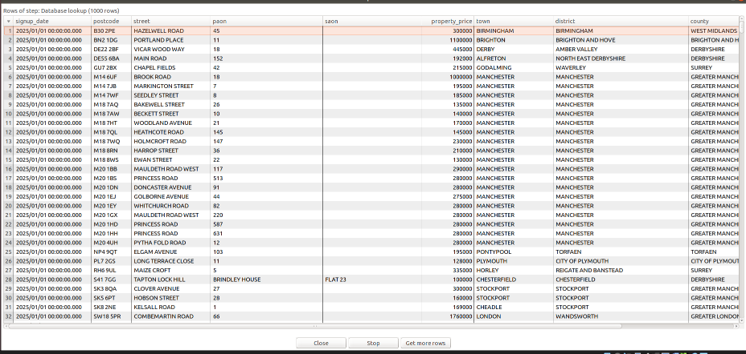 Rows of step: Database lookup (1000 rows)
signup_date postcode street paon saon property_price town district county
1 2025/01/01 00:00:00.000 B30 2PE HAZELWELL ROAD 45 300000 BIRMINGHAM BIRMINGHAM WEST MIDLANDS
2 2025/01/01 00:00:00.000 BN2 1DG PORTLAND PLACE 11 1100000 BRIGHTON BRIGHTON AND HOVE BRIGHTON AND H
3 2025/01/01 00:00:00.000 DE22 2BF VICAR WOOD WAY 18 445000 DERBY AMBER VALLEY DERBYSHIRE
4 2025/01/01 00:00:00.000 DE55 6BA MAIN ROAD 152 192000 ALFRETON NORTH EAST DERBYSHIRE DERBYSHIRE
5 2025/01/01 00:00:00.000 GU7 2BX CHAPEL FIELDS 42 215000 GODALMING WAVERLEY SURREY
6 2025/01/01 00:00:00.000 M14 6UF BROOK ROAD 18 1000000 MANCHESTER MANCHESTER GREATER MANCH
7 2025/01/01 00:00:00.000 M14 7JB MARKINGTON STREET 7 195000 MANCHESTER MANCHESTER GREATER MANCH
8 2025/01/01 00:00:00.000 M14 7WF SEEDLEY STREET 8 185000 MANCHESTER MANCHESTER GREATER MANCH
9 2025/01/01 00:00:00.000 M18 7AQ BAKEWELL STREET 26 135000 MANCHESTER MANCHESTER GREATER MANCH
10 2025/01/01 00:00:00.000 M18 7AW BECKETT STREET 10 140000 MANCHESTER MANCHESTER GREATER MANCH
11 2025/01/01 00:00:00.000 M18 7HT WOODLAND AVENUE 21 170000 MANCHESTER MANCHESTER GREATER MANCH
12 2025/01/01 00:00:00.000 M18 7QL HEATHCOTE ROAD 145 145000 MANCHESTER MANCHESTER GREATER MANCH
13 2025/01/01 00:00:00.000 M18 7WQ HOLMCROFT ROAD 147 230000 MANCHESTER MANCHESTER GREATER MANCH
14 2025/01/01 00:00:00.000 M18 8RN HARROP STREET 36 210000 MANCHESTER MANCHESTER GREATER MANCH
15 2025/01/01 00:00:00.000 M18 8WS EWAN STREET 22 130000 MANCHESTER MANCHESTER GREATER MANCH
16 2025/01/01 00:00:00.000 M20 1BB MAULDETH ROAD WEST 117 290000 MANCHESTER MANCHESTER GREATER MANCH
17 2025/01/01 00:00:00.000 M20 1BS PRINCESS ROAD 513 280000 MANCHESTER MANCHESTER GREATER MANCH
18 2025/01/01 00:00:00.000 M20 1DN DONCASTER AVENUE 91 280000 MANCHESTER MANCHESTER GREATER MANCH
19 2025/01/01 00:00:00.000 M20 1EJ GOLBORNE AVENUE 44 275000 MANCHESTER MANCHESTER GREATER MANCH
20 2025/01/01 00:00:00.000 M20 1EY WHITCHURCH ROAD 82 280000 MANCHESTER MANCHESTER GREATER MANCH
21 2025/01/01 00:00:00.000 M20 1GX MAULDETH ROAD WEST 220 280000 MANCHESTER MANCHESTER GREATER MANCH
22 2025/01/01 00:00:00.000 M20 1HD PRINCESS ROAD 587 280000 MANCHESTER MANCHESTER GREATER MANCH
23 2025/01/01 00:00:00.000 M20 1HH PRINCESS ROAD 631 280000 MANCHESTER MANCHESTER GREATER MANCH
24 2025/01/01 00:00:00.000 M20 4UH PYTHA FOLD ROAD 12 280000 MANCHESTER MANCHESTER GREATER MANCH
25 2025/01/01 00:00:00.000 NP4 9QT ELGAM AVENUE 103 195000 PONTYPOOL TORFAEN TORFAEN
26 2025/01/01 00:00:00.000 PL7 2GS LONG TERRACE CLOSE 11 128000 PLYMOUTH CITY OF PLYMOUTH CITY OF PLYMOUT
27 2025/01/01 00:00:00.000 RH6 9UL MAIZE CROFT 5 335000 HORLEY REIGATE AND BANSTEAD SURREY
28 2025/01/01 00:00:00.000 S41 7GG TAPTON LOCK HILL BRINDLEY HOUSE FLAT 23 100000 CHESTERFIELD CHESTERFIELD DERBYSHIRE
29 2025/01/01 00:00:00.000 SK3 8QA CLOVER AVENUE 27 300000 STOCKPORT STOCKPORT GREATER MANCH
30 2025/01/01 00:00:00.000 SK5 6PT HOBSON STREET 28 160000 STOCKPORT STOCKPORT GREATER MANCH
31 2025/01/01 00:00:00.000 SK8 2NE KELSALL ROAD 1 169000 CHEADLE STOCKPORT GREATER MANCH
32 2025/01/01 00:00:00.000 SW18 5PR COMBEMARTIN ROAD 66 1760000 LONDON WANDSWORTH GREATER LONDON
Close Stop Get more rows